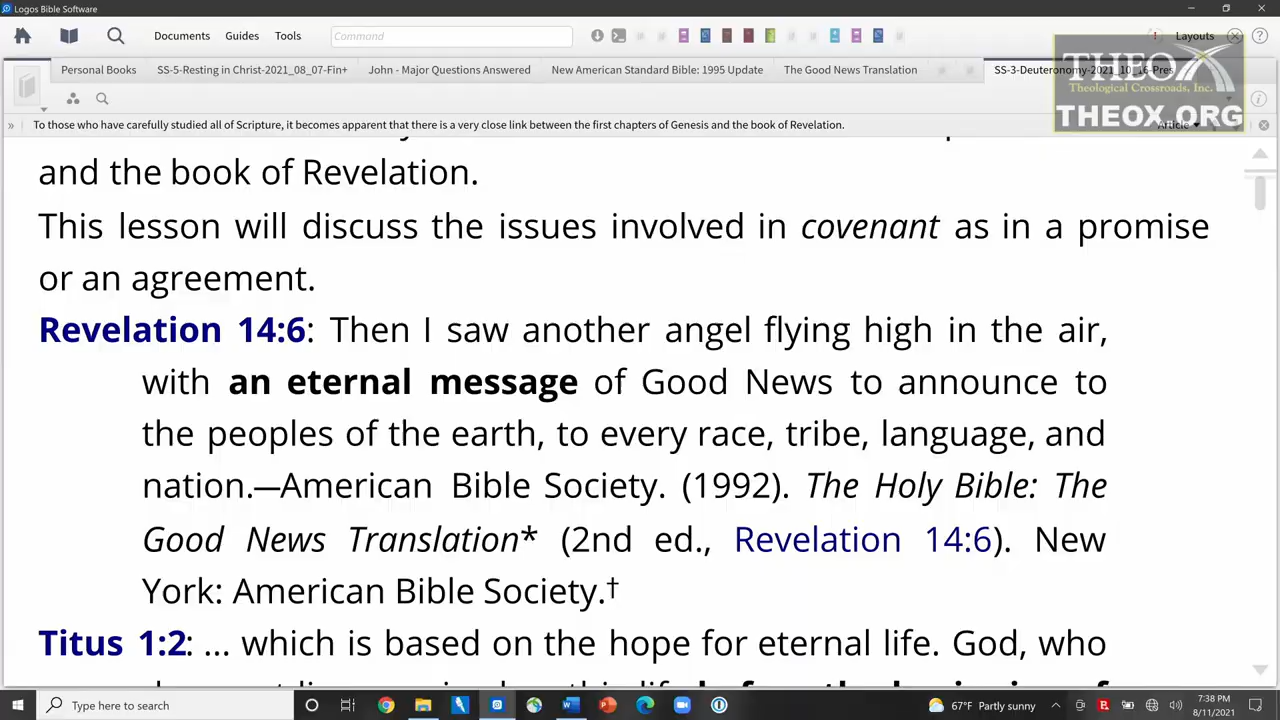 Logos Bible Software
Documents Guides Tools Command Layouts
Personal Books SS-5-Resting in Christ-2021_08_07-Fin+ s Answered New American Standard Bible: 1995 Update The Good News Translation SS-3-Deuteronomy-2021_10_16-Pres
THEOX
Theological Crossroads, Inc.
THEOX.ORG
» To those who have carefully studied all of Scripture, it becomes apparent that there is a very close link between the first chapters of Genesis and the book of Revelation. Article
and the book of Revelation.
This lesson will discuss the issues involved in covenant as in a promise
or an agreement.
Revelation 14:6: Then I saw another angel flying high in the air,
with an eternal message of Good News to announce to
the peoples of the earth, to every race, tribe, language, and
nation.—American Bible Society. (1992). The Holy Bible: The
Good News Translation* (2nd ed., Revelation 14:6). New
York: American Bible Society.†
Titus 1:2: ... which is based on the hope for eternal life. God, who
Type here to search 67°F Partly sunny 7:38 PM
8/11/2021